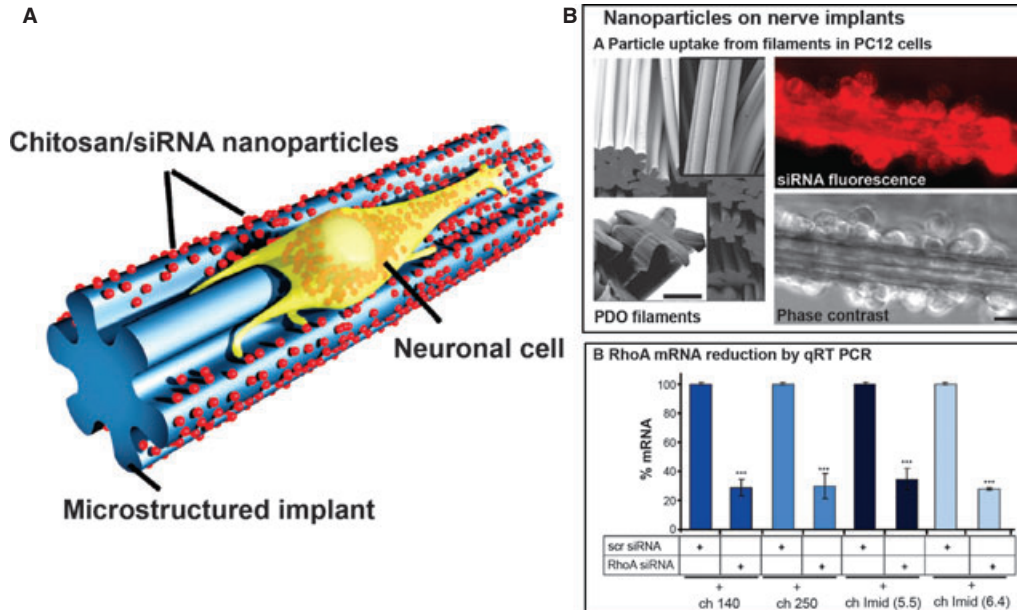 A
Chitosan/siRNA nanoparticles
Neuronal cell
Microstructured implant
B
Nanoparticles on nerve implants
A Particle uptake from filaments in PC12 cells
siRNA fluorescence
PDO filaments
Phase contrast
B RhoA mRNA reduction by qRT PCR
% mRNA
100
80
60
40
20
0
*** *** *** ***
scr siRNA + + + +
RhoA siRNA + + + +
+ + + +
ch 140 ch 250 ch Imid (5.5) ch Imid (6.4)